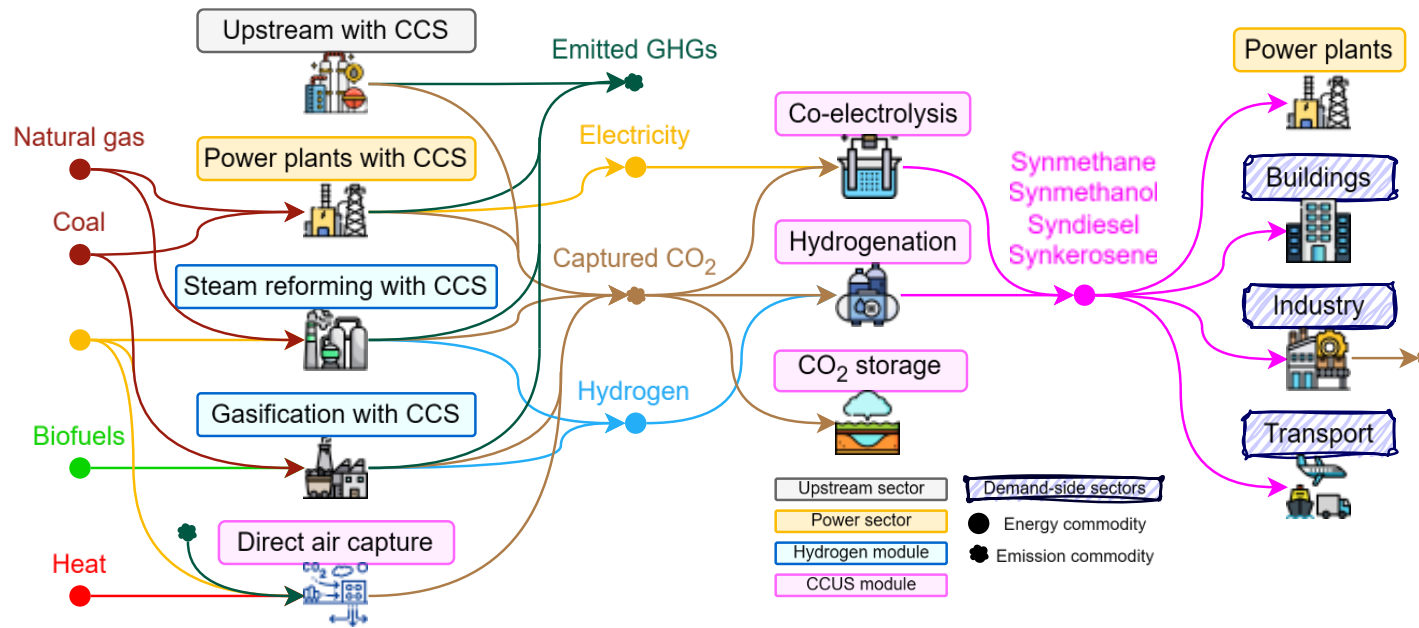 Upstream with CCS
Emitted GHGs
Power plants
Natural gas
Power plants with CCS
Electricity
Co-electrolysis
Synmethane
Synmethanol
Syndiesel
Synkerosene
Buildings
Coal
Steam reforming with CCS
Captured CO₂
Hydrogenation
Industry
Gasification with CCS
Hydrogen
CO₂ storage
Biofuels
Transport
Direct air capture
CO₂
Heat
Upstream sector
Power sector
Hydrogen module
CCUS module
Demand-side sectors
Energy commodity
Emission commodity